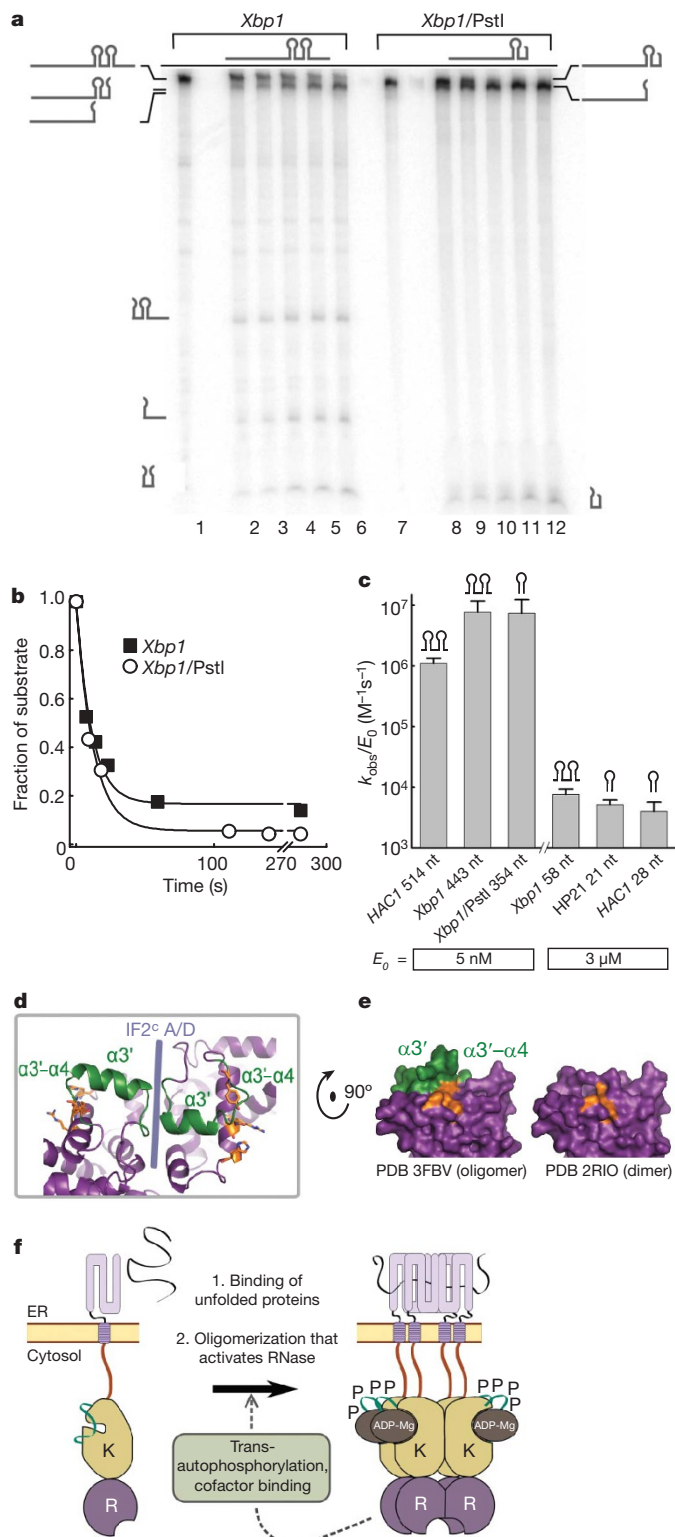 a
Xbp1
Xbp1/PstI
1 2 3 4 5 6 7 8 9 10 11 12
b
Fraction of substrate
1.0
0.8
0.6
0.4
0.2
0
Xbp1
Xbp1/PstI
0 100 270 300
Time (s)
c
k_obs/E_0 (M⁻¹s⁻¹)
10⁷
10⁶
10⁵
10⁴
10³
HAC1 514 nt
Xbp1 443 nt
Xbp1/PstI 354 nt
Xbp1 58 nt
HP21 21 nt
HAC1 28 nt
E_0 = 5 nM 3 µM
d
IF2ᶜ A/D
α3′–α4 α3′ α3′ α3′–α4
e
90º
α3′ α3′–α4
PDB 3FBV (oligomer) PDB 2RIO (dimer)
f
ER
Cytosol
1. Binding of
unfolded proteins
2. Oligomerization that
activates RNase
Trans-
autophosphorylation,
cofactor binding
K
R
P P P P
ADP-Mg
K
R
K
R
P P P P
ADP-Mg